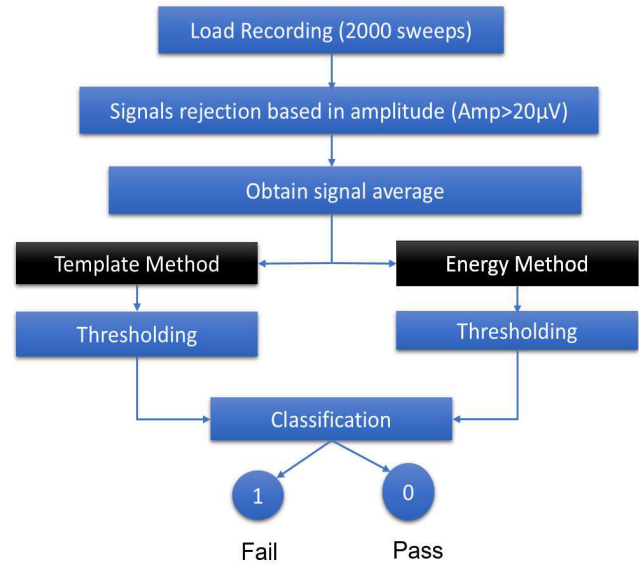 Load Recording (2000 sweeps)
Signals rejection based in amplitude (Amp>20µV)
Obtain signal average
Template Method
Energy Method
Thresholding
Thresholding
Classification
1
0
Fail
Pass